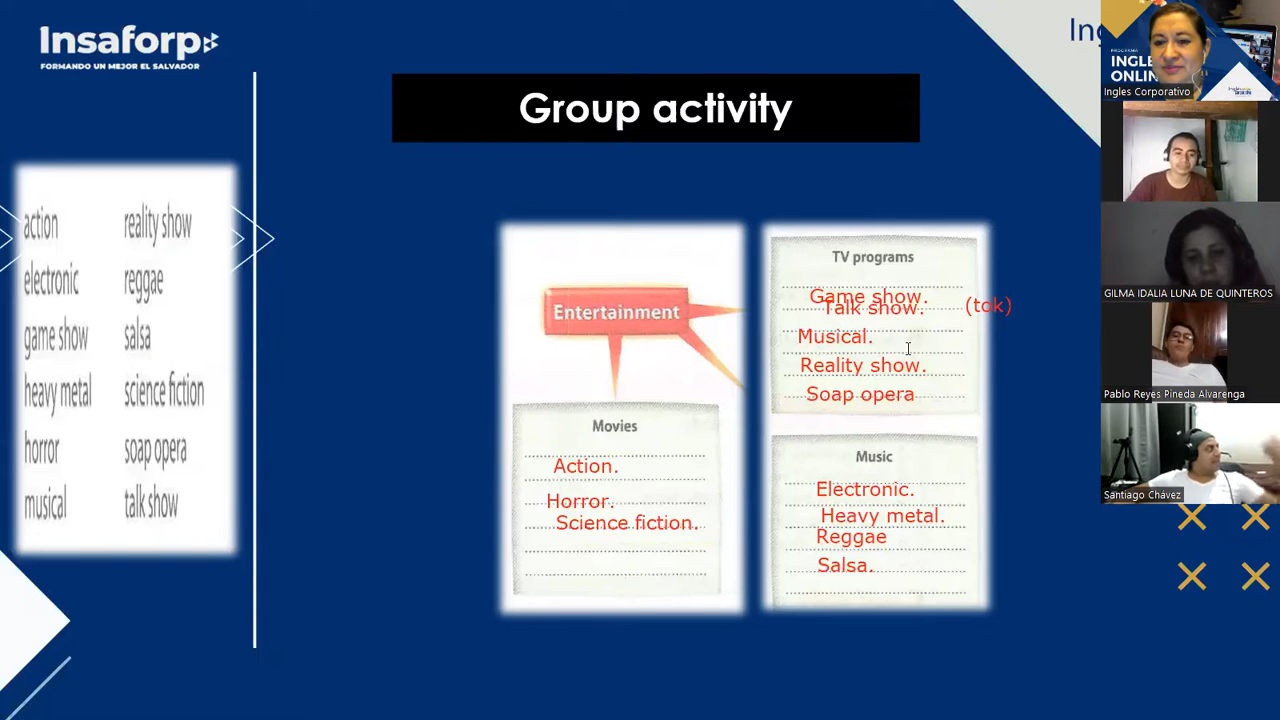 Insaforp
FORMANDO UN MEJOR EL SALVADOR
Group activity
action
reality show
electronic
reggae
game show
salsa
heavy metal
science fiction
horror
soap opera
musical
talk show
Entertainment
TV programs
Game show.
Talk show. (tok)
Musical.
Reality show.
Soap opera
Movies
Action.
Horror.
Science fiction.
Music
Electronic.
Heavy metal.
Reggae
Salsa.
PROGRAMA
Ingles Corporativo
GILMA IDALIA LUNA DE QUINTEROS
Pablo Reyes Pineda Alvarenga
Santiago Chávez